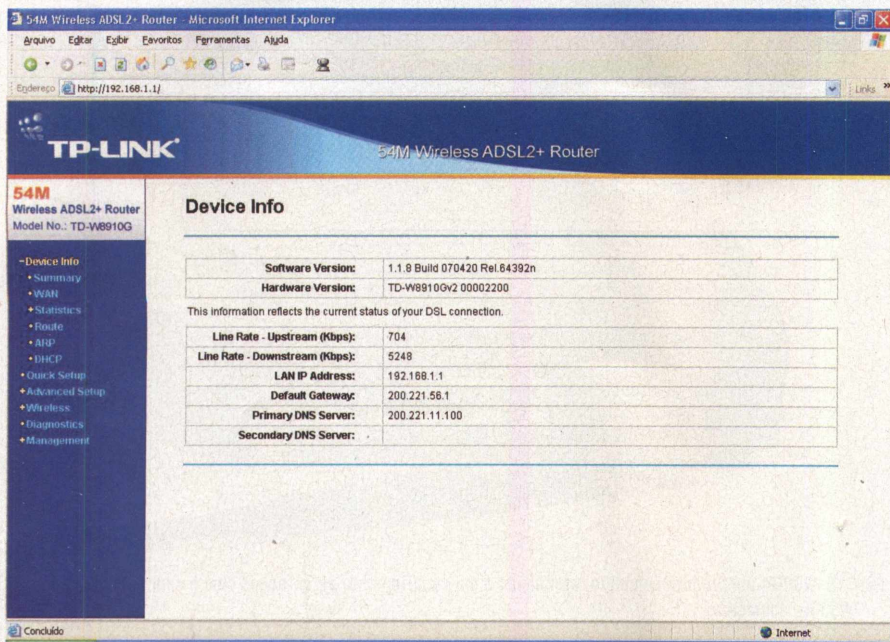 54M Wireless ADSL2+ Router - Microsoft Internet Explorer
Arquivo Editar Exibir Favoritos Ferramentas Ajuda
Endereço http://192.168.1.1/ Links »
TP-LINK
54M Wireless ADSL2+ Router
54M
Wireless ADSL2+ Router
Model No.: TD-W8910G
-Device Info
•Summary
•WAN
+Statistics
•Route
•ARP
•DHCP
•Quick Setup
+Advanced Setup
+Wireless
•Diagnostics
+Management
Device Info
Software Version: 1.1.8 Build 070420 Rel.64392n
Hardware Version: TD-W8910Gv2 00002200
This information reflects the current status of your DSL connection.
Line Rate - Upstream (Kbps): 704
Line Rate - Downstream (Kbps): 5248
LAN IP Address: 192.168.1.1
Default Gateway: 200.221.56.1
Primary DNS Server: 200.221.11.100
Secondary DNS Server:
Concluído
Internet